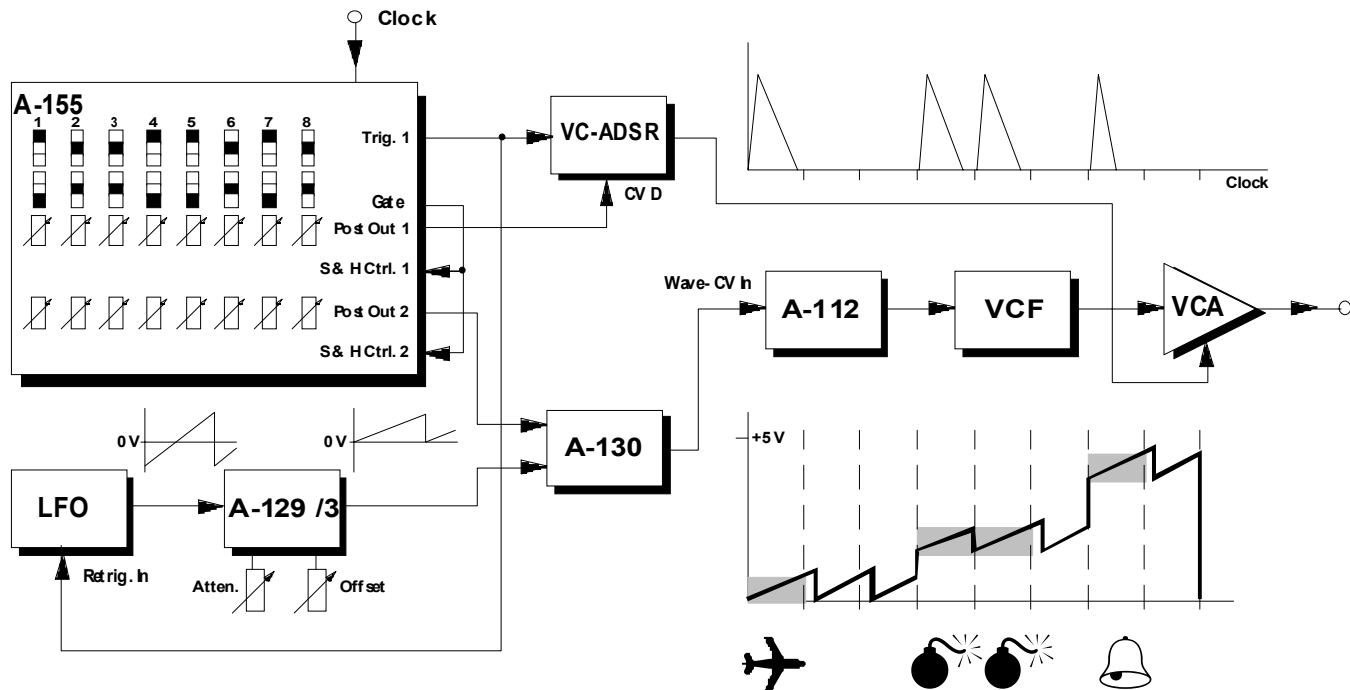 Clock
A-155
1 2 3 4 5 6 7 8
Trig. 1
Gate
Post Out 1
S & H Ctrl. 1
Post Out 2
S & H Ctrl. 2
VC-ADSR
CV D
Clock
Wave- CV In
A-112
VCF
VCA
0 V
0 V
LFO
A-129 /3
A-130
Retrig. In
Atten.
Offset
+5 V